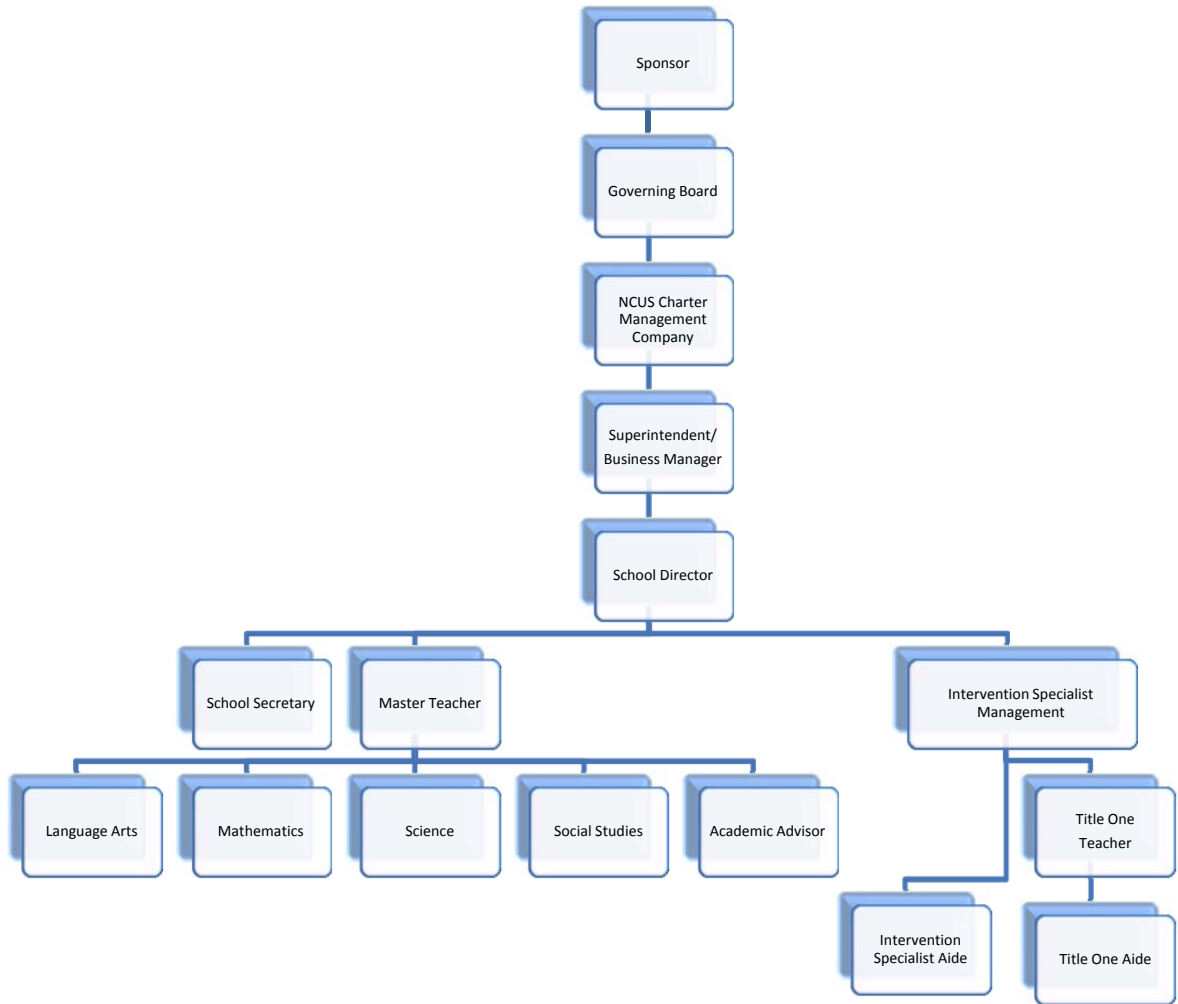 Sponsor
Governing Board
NCUS Charter
Management
Company
Superintendent/
Business Manager
School Director
School Secretary
Master Teacher
Intervention Specialist
Management
Language Arts
Mathematics
Science
Social Studies
Academic Advisor
Title One
Teacher
Intervention
Specialist Aide
Title One Aide